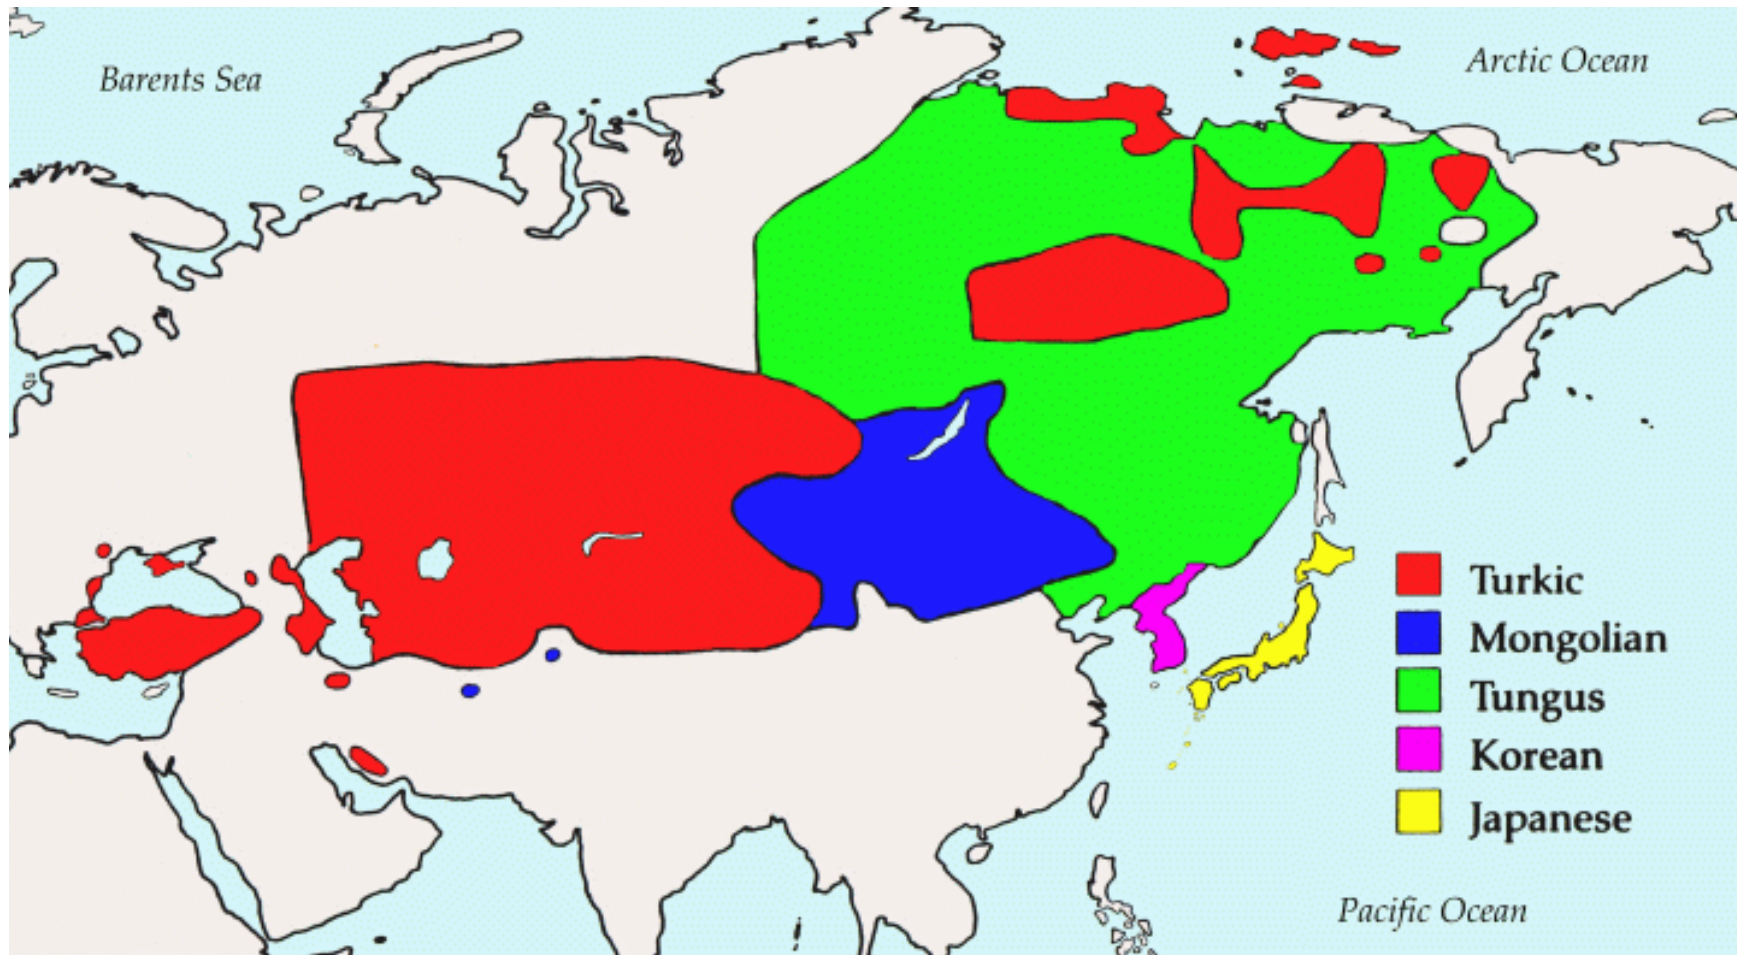 Barents Sea
Arctic Ocean
Turkic
Mongolian
Tungus
Korean
Japanese
Pacific Ocean